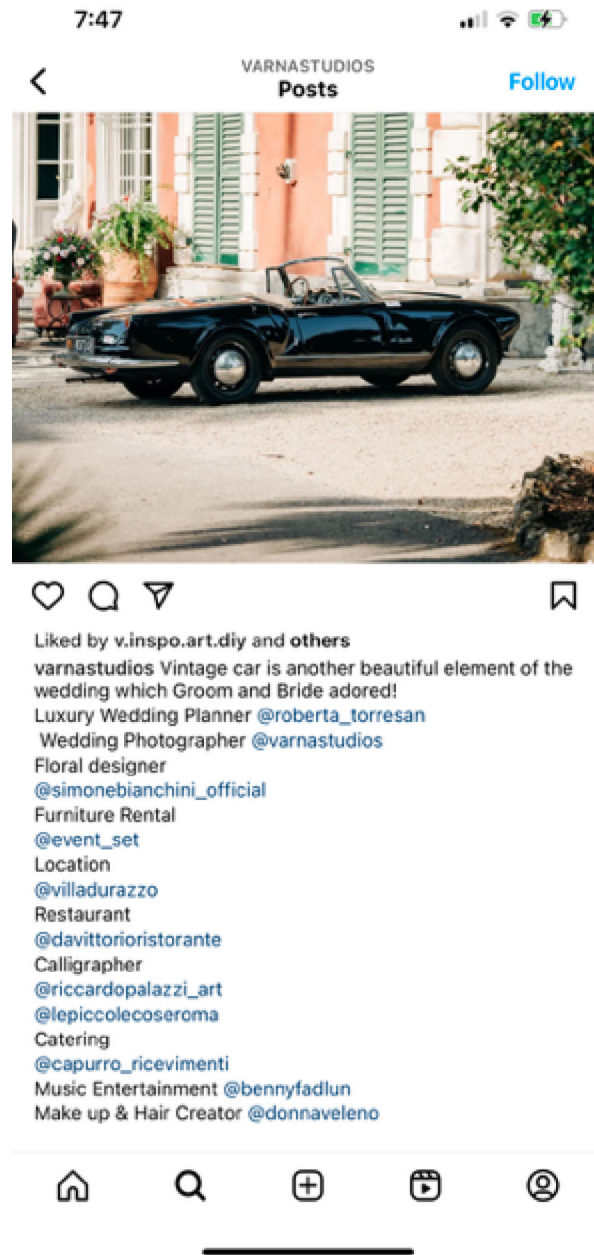 7:47
VARNASTUDIOS
Posts
Follow
Liked by v.inspo.art.diy and others
varnastudios Vintage car is another beautiful element of the
wedding which Groom and Bride adored!
Luxury Wedding Planner @roberta_torresan
Wedding Photographer @varnastudios
Floral designer
@simonebianchini_official
Furniture Rental
@event_set
Location
@villadurazzo
Restaurant
@davittorioristorante
Calligrapher
@riccardopalazzi_art
@lepiccolecoseroma
Catering
@capurro_ricevimenti
Music Entertainment @bennyfadlun
Make up & Hair Creator @donnaveleno